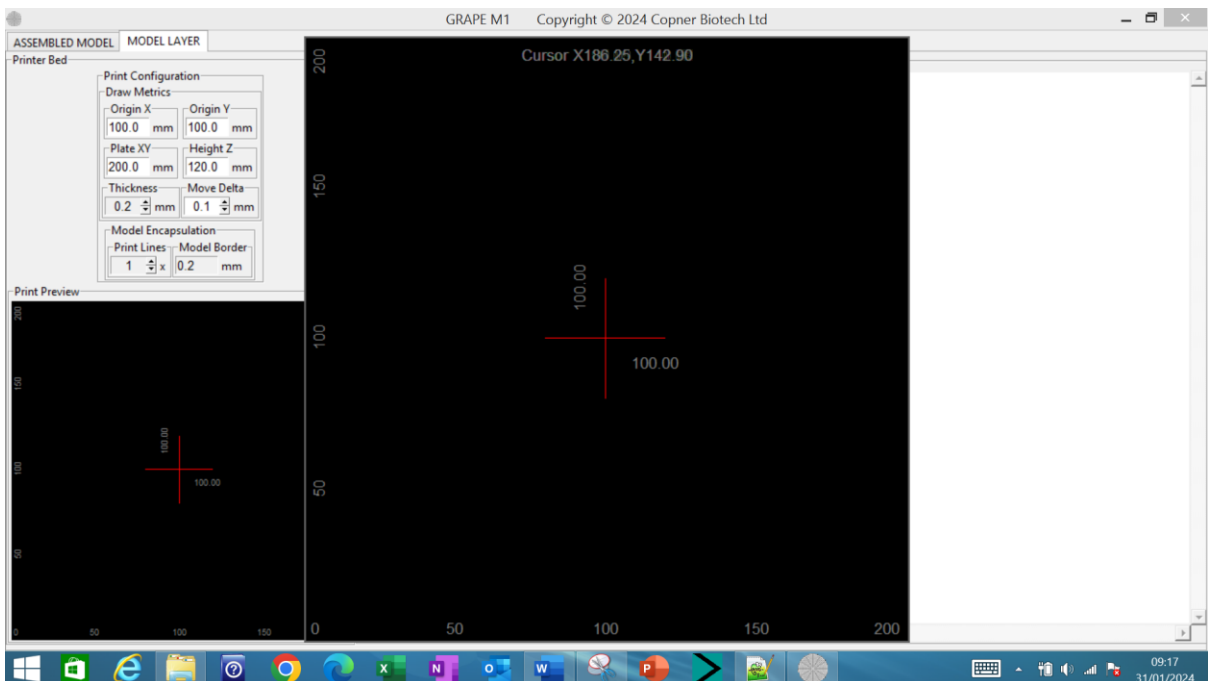 GRAPE M1 Copyright © 2024 Copner Biotech Ltd
ASSEMBLED MODEL MODEL LAYER
Printer Bed
Print Configuration
Draw Metrics
Origin X Origin Y
100.0 mm 100.0 mm
Plate XY Height Z
200.0 mm 120.0 mm
Thickness Move Delta
0.2 mm 0.1 mm
Model Encapsulation
Print Lines Model Border
1 x 0.2 mm
Print Preview
200
150
100
50
100.00
100.00
0 50 100 150
Cursor X186.25,Y142.90
200
150
100
50
100.00
100.00
0 50 100 150 200
09:17
31/01/2024